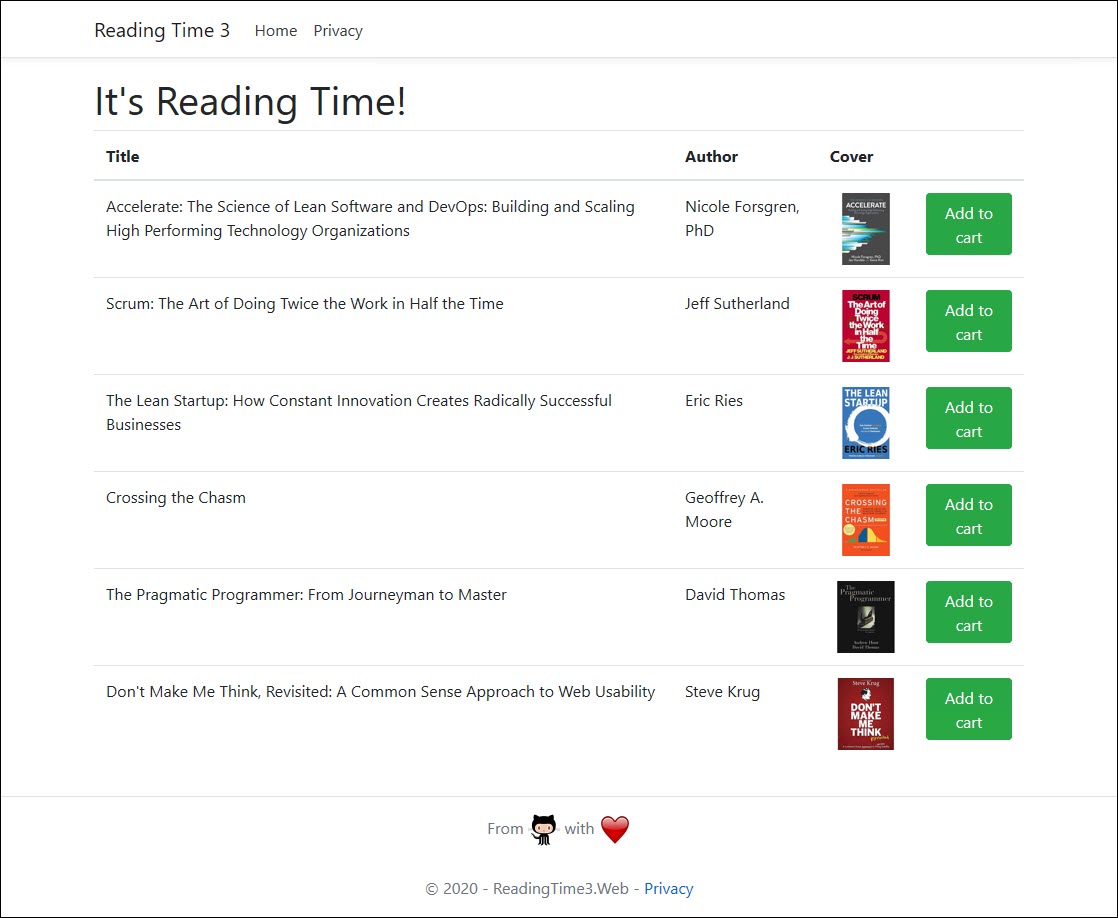 Reading Time 3 Home Privacy
It's Reading Time!
Title Author Cover
Accelerate: The Science of Lean Software and DevOps: Building and Scaling
High Performing Technology Organizations
Nicole Forsgren,
PhD
ACCELERATE
Nicole Forsgren, PhD
Add to
cart
Scrum: The Art of Doing Twice the Work in Half the Time
Jeff Sutherland
SCRUM
The Art of
Doing
Twice
the Work
in Half
the
Time
JEFF SUTHERLAND
J.J. SUTHERLAND
Add to
cart
The Lean Startup: How Constant Innovation Creates Radically Successful
Businesses
Eric Ries
THE LEAN
STARTUP
ERIC RIES
Add to
cart
Crossing the Chasm
Geoffrey A.
Moore
CROSSING
THE
CHASM
Add to
cart
The Pragmatic Programmer: From Journeyman to Master
David Thomas
The
Pragmatic
Programmer
Andrew Hunt
David Thomas
Add to
cart
Don't Make Me Think, Revisited: A Common Sense Approach to Web Usability
Steve Krug
Steve Krug
DON'T
MAKE
ME
THINK
Add to
cart
From with
© 2020 - ReadingTime3.Web - Privacy